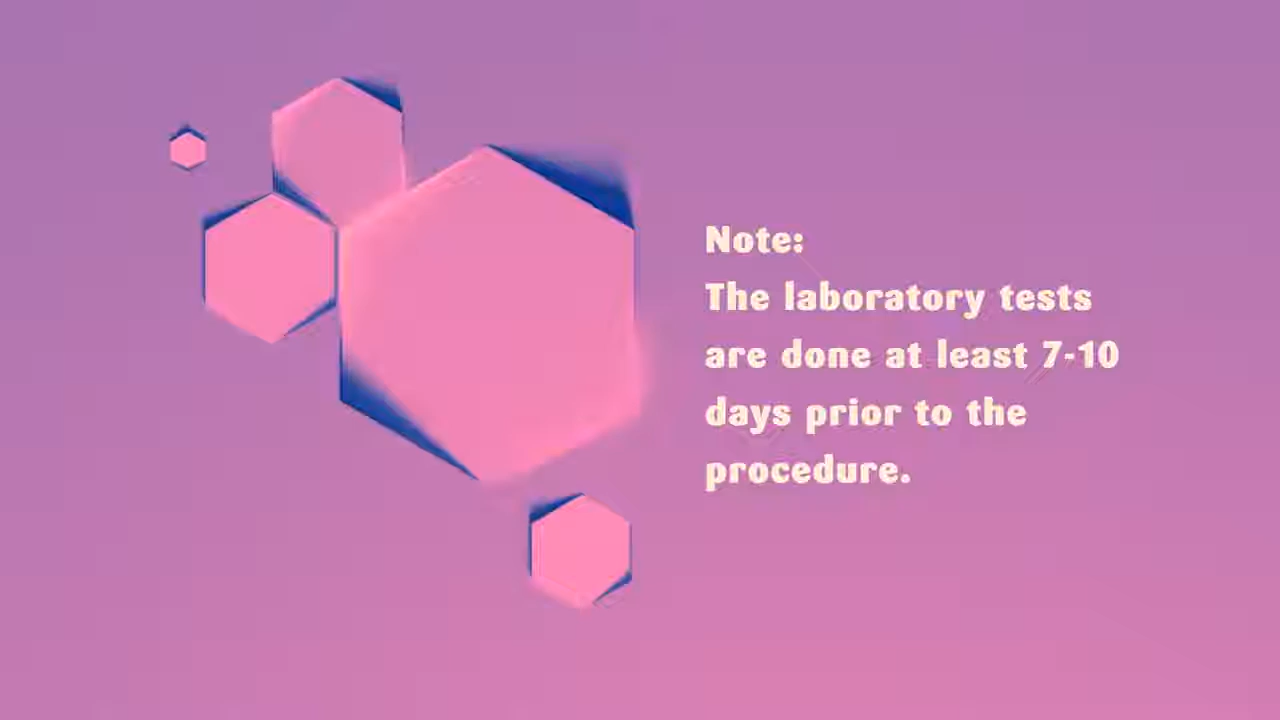 Note:
The laboratory tests
are done at least 7-10
days prior to the
procedure.